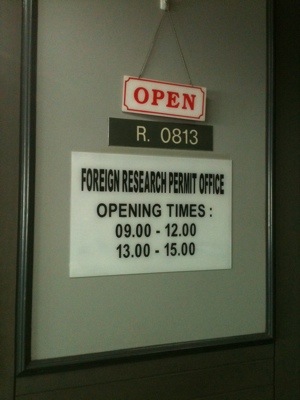 OPEN
R. 0813
FOREIGN RESEARCH PERMIT OFFICE
OPENING TIMES :
09.00 - 12.00
13.00 - 15.00